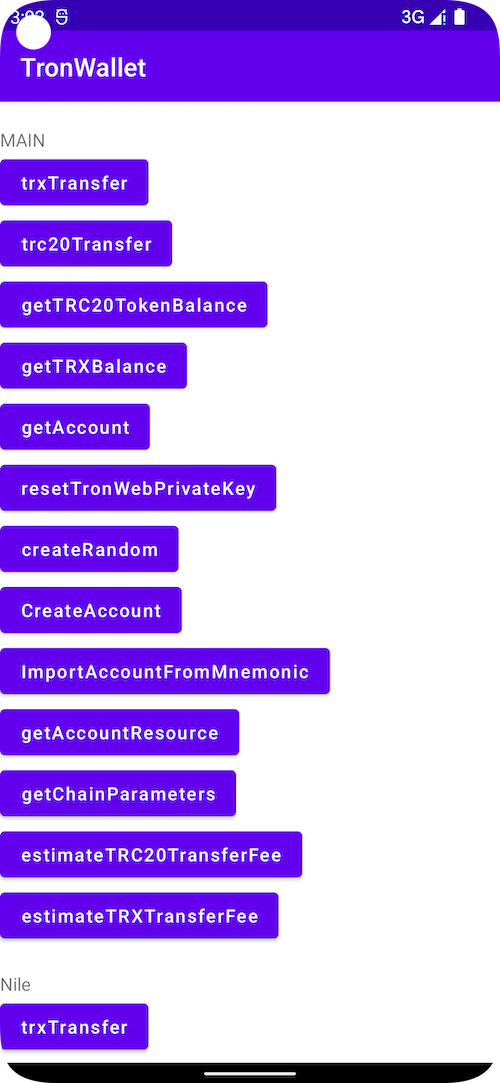 3G
TronWallet
MAIN
trxTransfer
trc20Transfer
getTRC20TokenBalance
getTRXBalance
getAccount
resetTronWebPrivateKey
createRandom
CreateAccount
ImportAccountFromMnemonic
getAccountResource
getChainParameters
estimateTRC20TransferFee
estimateTRXTransferFee
Nile
trxTransfer